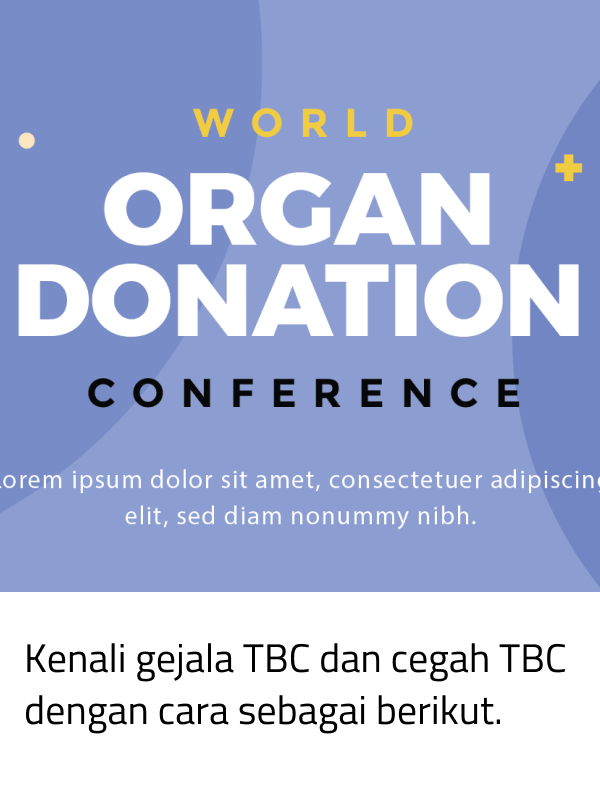 WORLD
ORGAN
DONATION
CONFERENCE
Lorem ipsum dolor sit amet, consectetuer adipiscing
elit, sed diam nonummy nibh.
Kenali gejala TBC dan cegah TBC
dengan cara sebagai berikut.